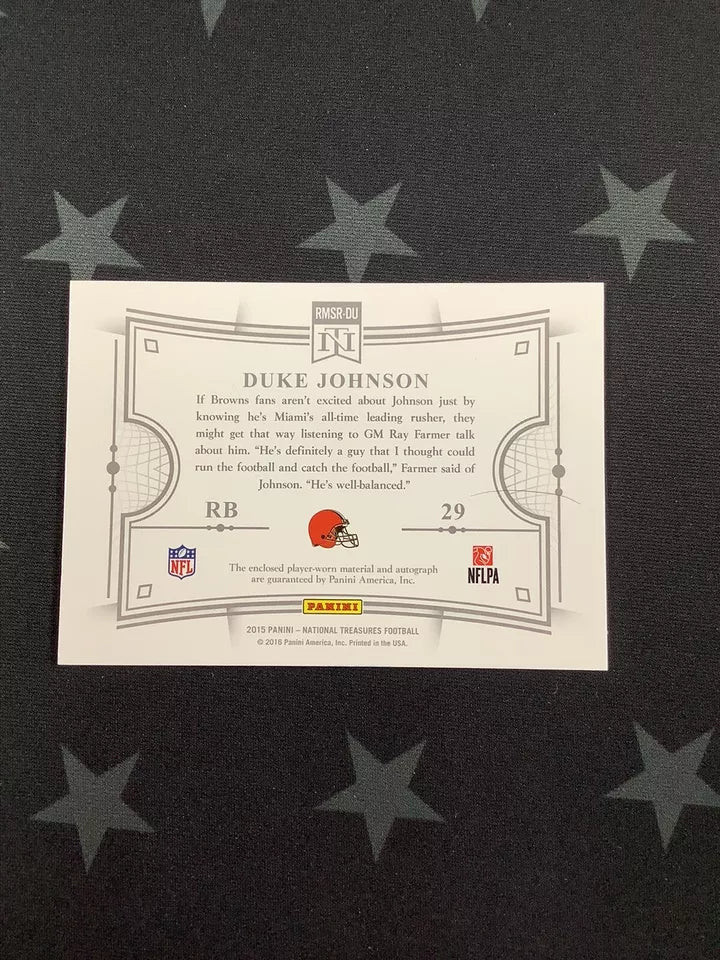 RMSR-DU
NT
DUKE JOHNSON
If Browns fans aren't excited about Johnson just by
knowing he's Miami's all-time leading rusher, they
might get that way listening to GM Ray Farmer talk
about him. “He's definitely a guy that I thought could
run the football and catch the football,” Farmer said of
Johnson. “He's well-balanced.”
RB
29
NFL
The enclosed player-worn material and autograph
are guaranteed by Panini America, Inc.
NFLPA
PANINI
2015 PANINI – NATIONAL TREASURES FOOTBALL
© 2016 Panini America, Inc. Printed in the USA.